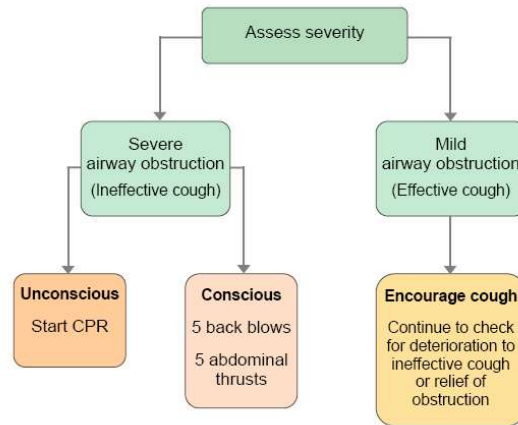 Assess severity
Severe
airway obstruction
(Ineffective cough)
Mild
airway obstruction
(Effective cough)
Unconscious
Start CPR
Conscious
5 back blows
5 abdominal
thrusts
Encourage cough
Continue to check
for deterioration to
ineffective cough
or relief of
obstruction